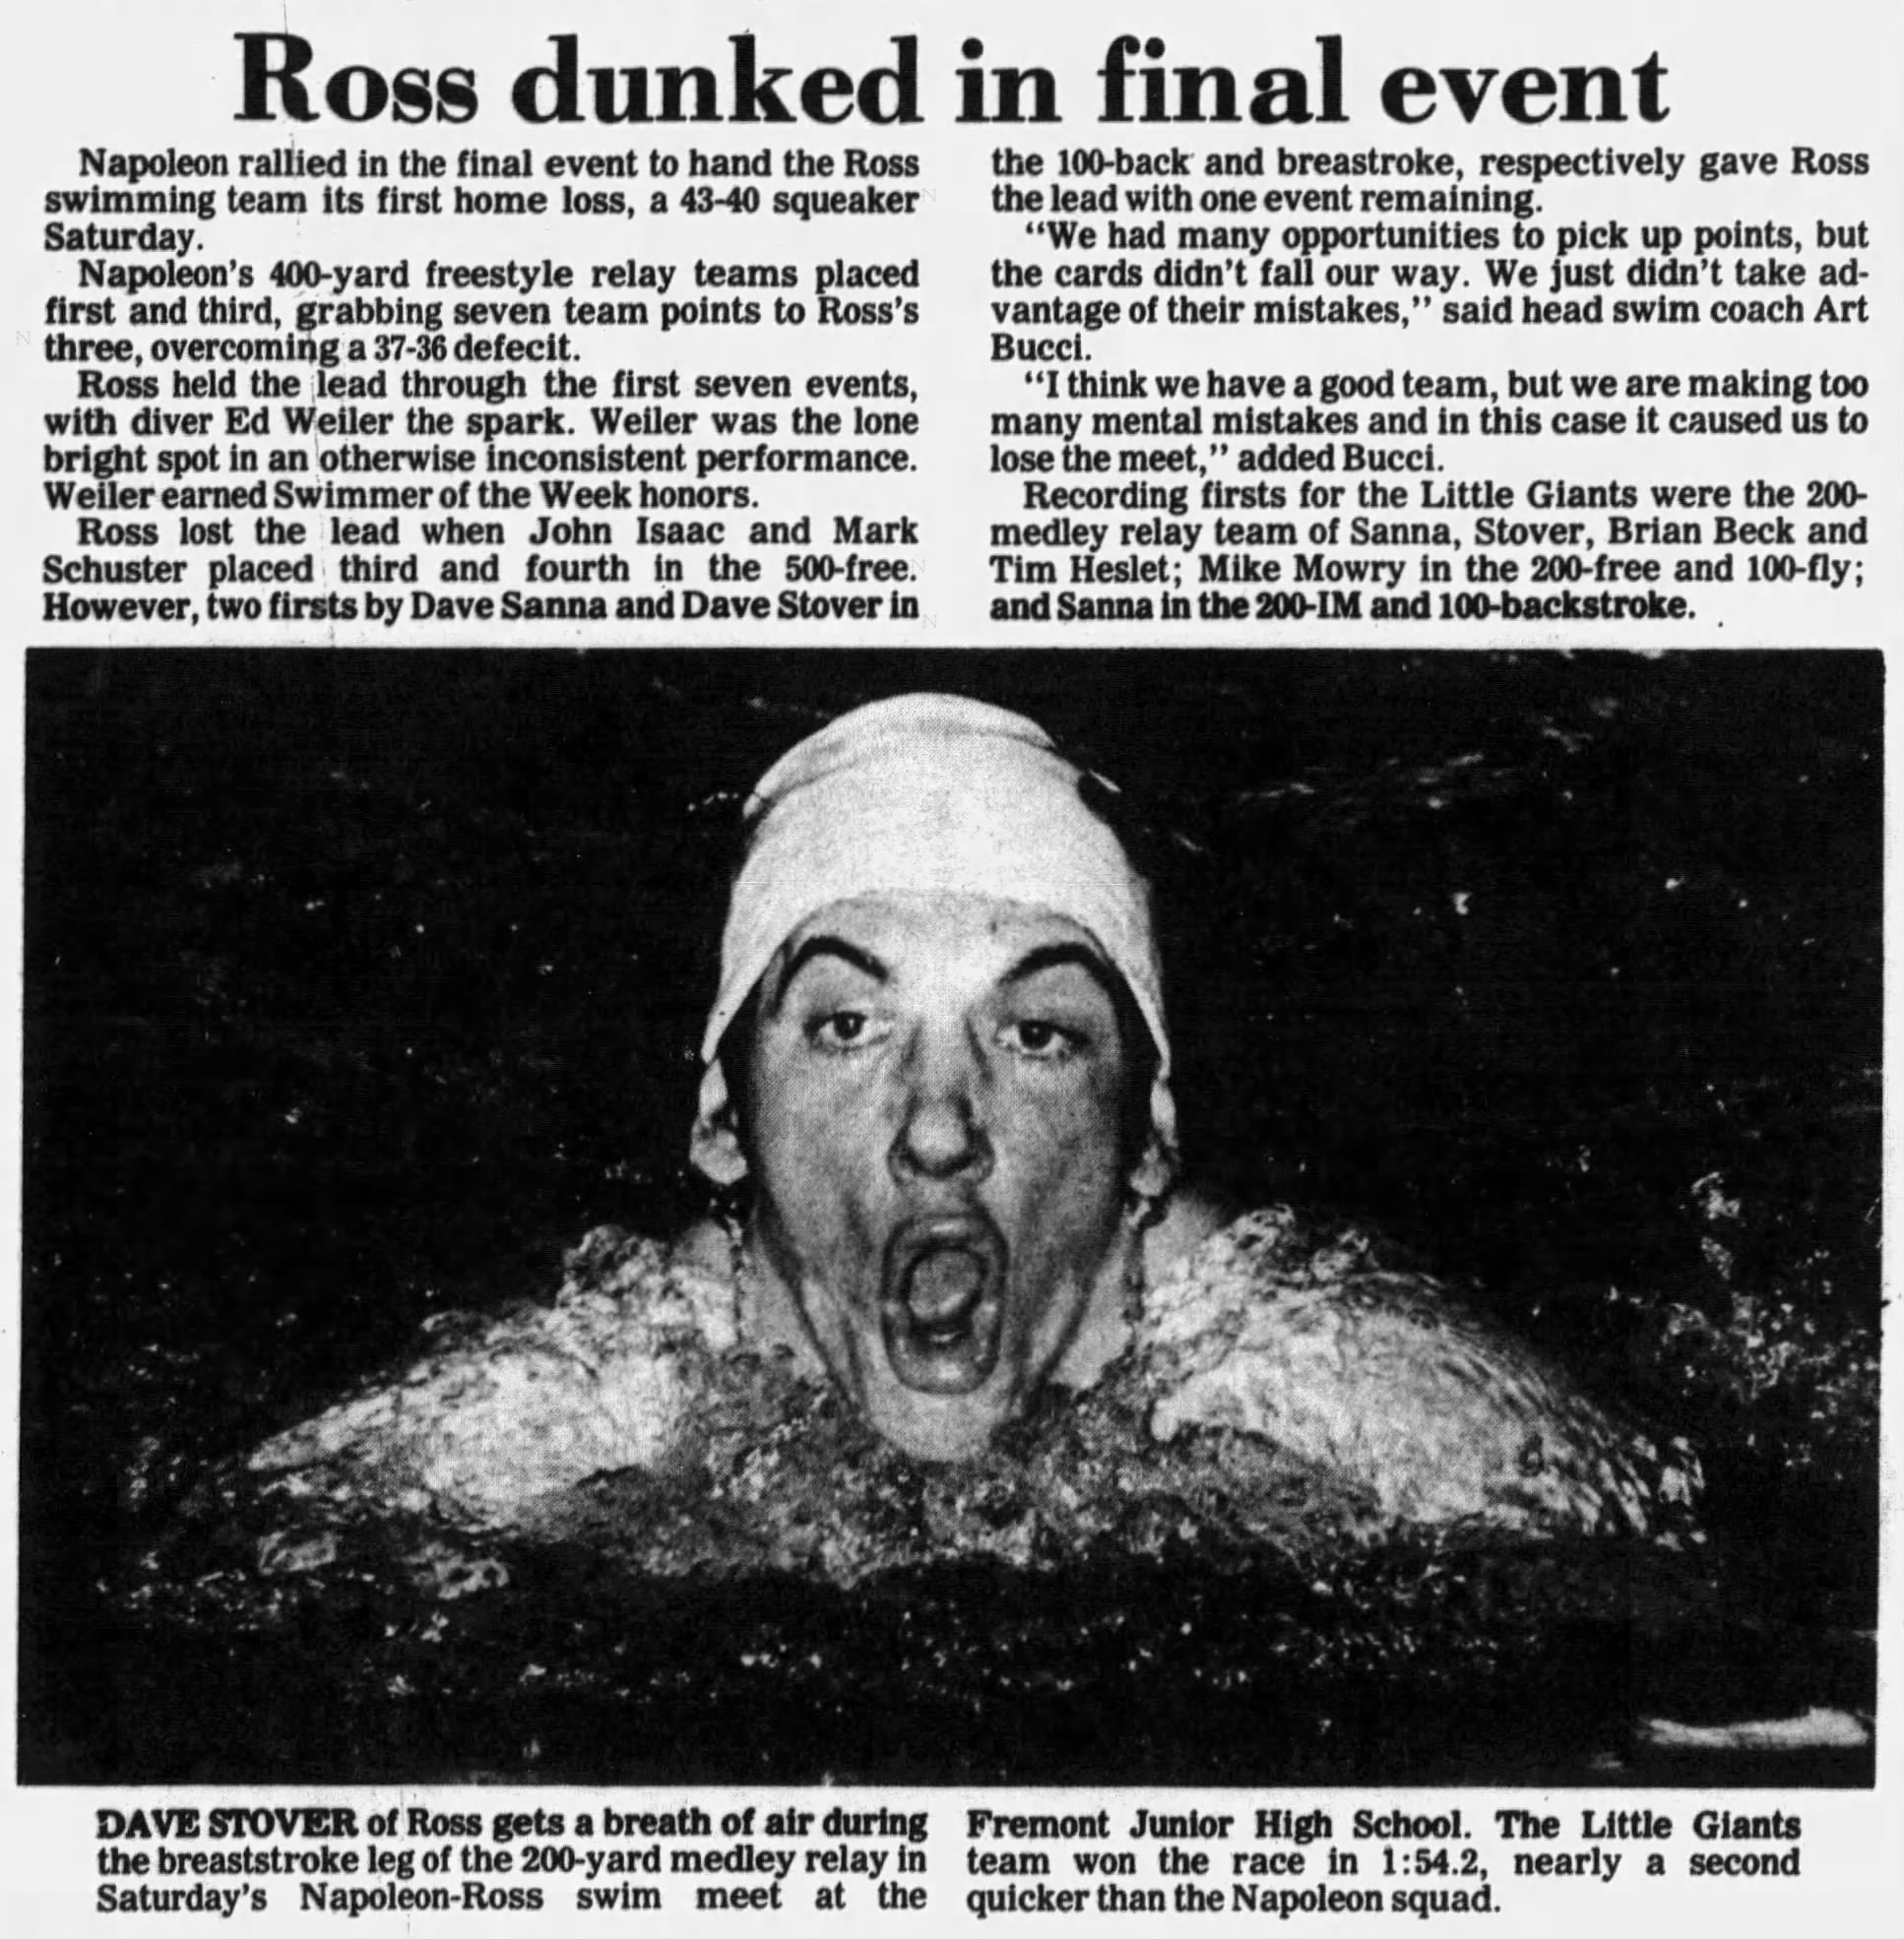 Ross dunked in final event
Napoleon rallied in the final event to hand the Ross
swimming team its first home loss, a 43-40 squeaker
Saturday.
Napoleon's 400-yard freestyle relay teams placed
first and third, grabbing seven team points to Ross's
three, overcoming a 37-36 defecit.
Ross held the lead through the first seven events,
with diver Ed Weiler the spark. Weiler was the lone
bright spot in an otherwise inconsistent performance.
Weiler earned Swimmer of the Week honors.
Ross lost the lead when John Isaac and Mark
Schuster placed third and fourth in the 500-free.
However, two firsts by Dave Sanna and Dave Stover in
the 100-back and breastroke, respectively gave Ross
the lead with one event remaining.
"We had many opportunities to pick up points, but
the cards didn't fall our way. We just didn't take ad-
vantage of their mistakes," said head swim coach Art
Bucci.
"I think we have a good team, but we are making too
many mental mistakes and in this case it caused us to
lose the meet," added Bucci.
Recording firsts for the Little Giants were the 200-
medley relay team of Sanna, Stover, Brian Beck and
Tim Heslet; Mike Mowry in the 200-free and 100-fly;
and Sanna in the 200-IM and 100-backstroke.
DAVE STOVER of Ross gets a breath of air during
the breaststroke leg of the 200-yard medley relay in
Saturday's Napoleon-Ross swim meet at the
Fremont Junior High School. The Little Giants
team won the race in 1:54.2, nearly a second
quicker than the Napoleon squad.